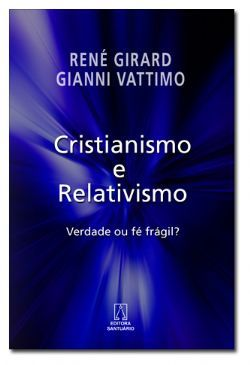 RENÉ GIRARD
GIANNI VATTIMO
Cristianismo
e
Relativismo
Verdade ou fé frágil?
EDITORA
SANTUÁRIO